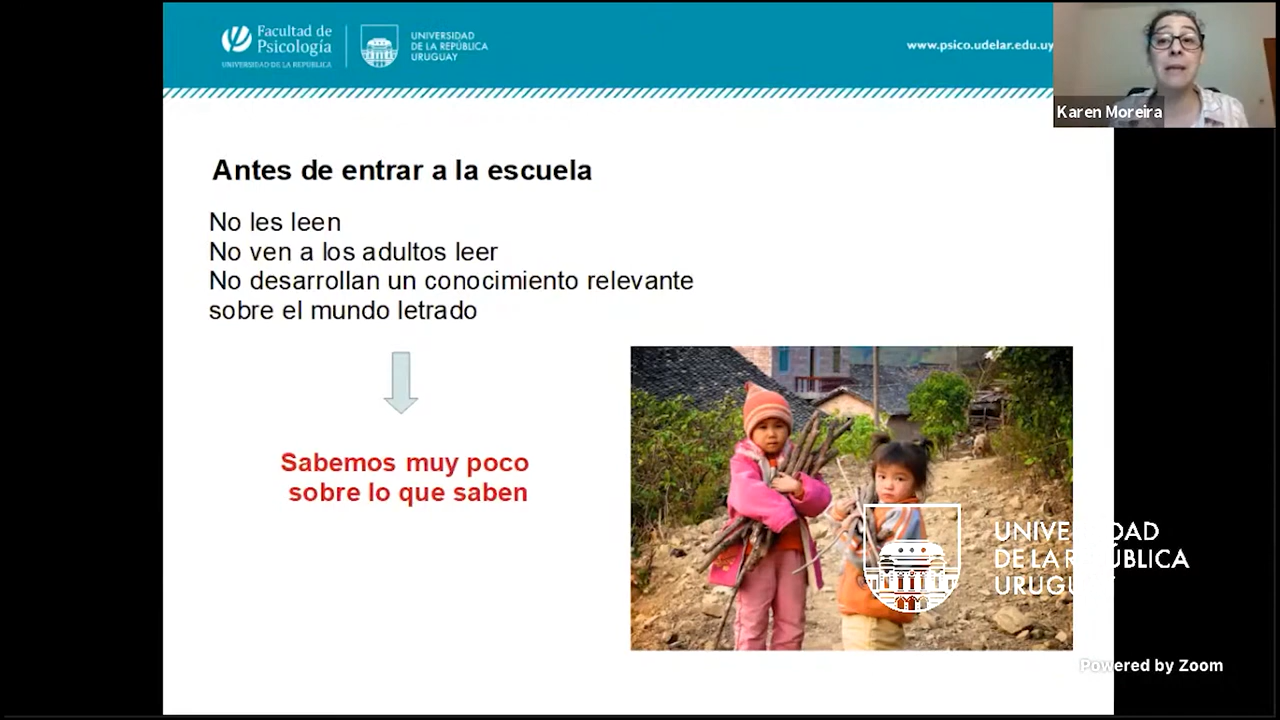 Facultad de
Psicología
UNIVERSIDAD DE LA REPÚBLICA
UNIVERSIDAD
DE LA REPÚBLICA
URUGUAY
www.psico.udelar.edu.uy
Karen Moreira
Antes de entrar a la escuela
No les leen
No ven a los adultos leer
No desarrollan un conocimiento relevante
sobre el mundo letrado
Sabemos muy poco
sobre lo que saben
UNIVERSIDAD
DE LA REPÚBLICA
URUGUAY
Powered by Zoom